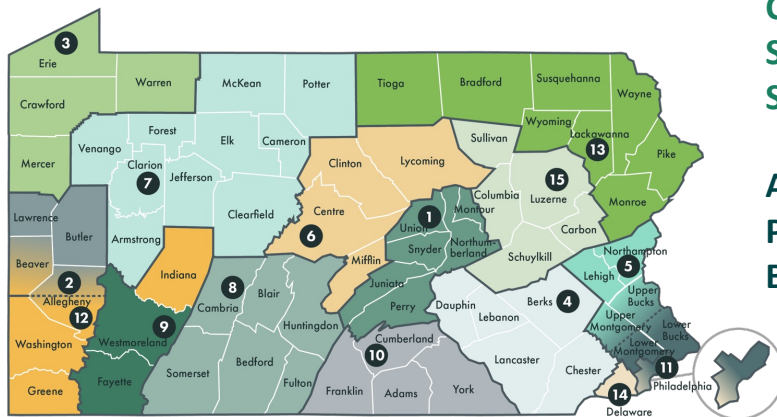 3
Erie
Warren
McKean
Potter
Tioga
Bradford
Susquehanna
Wayne
Crawford
Wyoming
Lackawanna
13
Pike
Forest
Elk
Cameron
Sullivan
Mercer
Venango
Clarion
7
Jefferson
Clinton
Lycoming
15
Luzerne
Columbia
Monroe
Lawrence
Butler
Clearfield
Centre
6
1
Union
Montour
Snyder
Northum-
berland
Carbon
Schuylkill
Armstrong
Beaver
2
Indiana
Mifflin
Juniata
Northampton
5
Lehigh
Upper
Bucks
Allegheny
12
8
Cambria
Blair
Perry
Dauphin
Berks
4
Lebanon
Upper
Montgomery
Lower
Bucks
Washington
9
Westmoreland
Huntingdon
Cumberland
10
Lower
Montgomery
11
Greene
Fayette
Somerset
Bedford
Fulton
Franklin
Adams
York
Lancaster
Chester
14
Delaware
Philadelphia
S
S
A
P